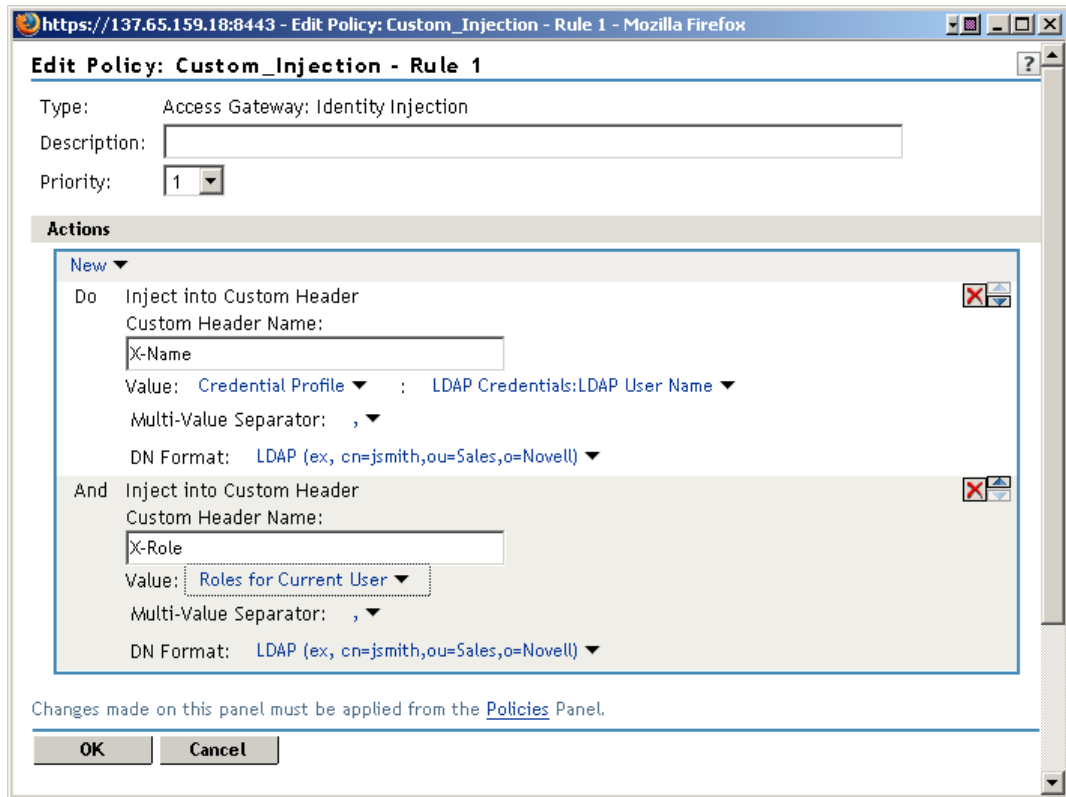 https://137.65.159.18:8443 - Edit Policy: Custom_Injection - Rule 1 - Mozilla Firefox
Edit Policy: Custom_Injection - Rule 1
?
Type: Access Gateway: Identity Injection
Description:
Priority: 1
Actions
New
Do Inject into Custom Header
Custom Header Name:
X-Name
Value: Credential Profile : LDAP Credentials:LDAP User Name
Multi-Value Separator: ,
DN Format: LDAP (ex, cn=jsmith,ou=Sales,o=Novell)
And Inject into Custom Header
Custom Header Name:
X-Role
Value: Roles for Current User
Multi-Value Separator: ,
DN Format: LDAP (ex, cn=jsmith,ou=Sales,o=Novell)
Changes made on this panel must be applied from the Policies Panel.
OK Cancel